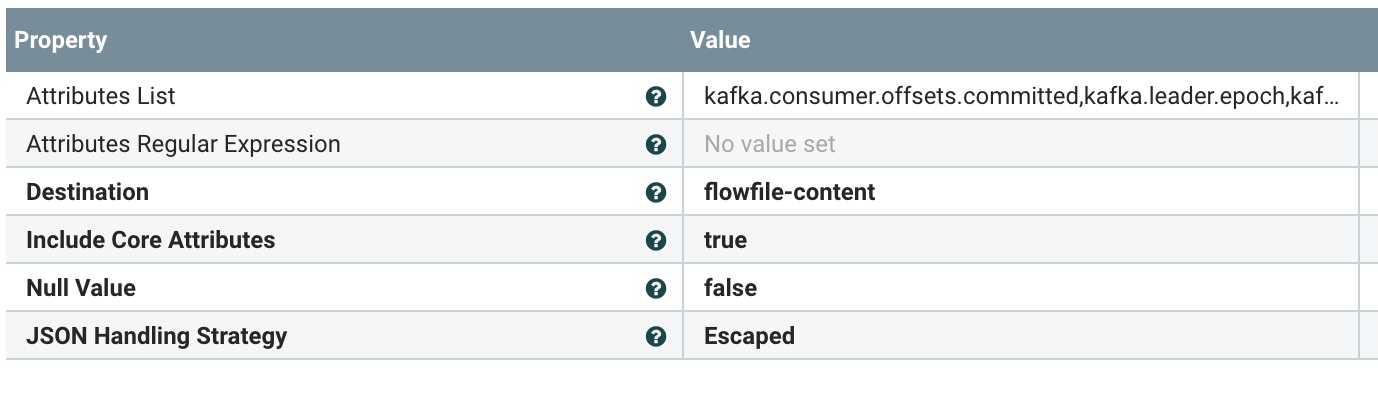 Property Value
Attributes List ? kafka.consumer.offsets.committed,kafka.leader.epoch,kaf...
Attributes Regular Expression ? No value set
Destination ? flowfile-content
Include Core Attributes ? true
Null Value ? false
JSON Handling Strategy ? Escaped